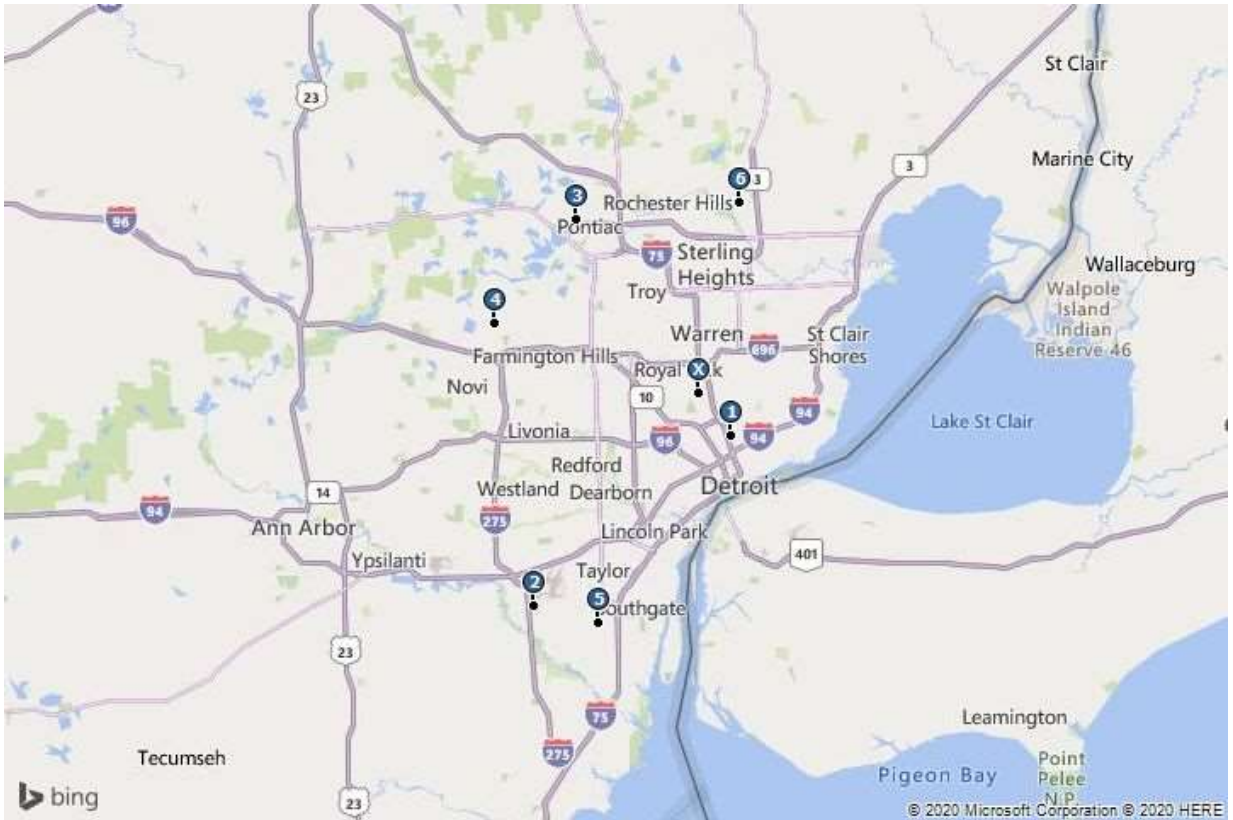 St Clair
23
3
Marine City
6
3
3
Rochester Hills
96
Pontiac
75
Sterling
Heights
Wallaceburg
Troy
Walpole
Island
Indian
Reserve 46
4
Warren
St Clair
Shores
696
Farmington Hills
Royal
k
X
Novi
10
1
94
Lake St Clair
Livonia
96
94
Redford
Westland
Dearborn
Detroit
14
94
275
Ann Arbor
Lincoln Park
401
Ypsilanti
Taylor
2
5
outhgate
23
75
Leamington
275
Tecumseh
Point
Pelee
N.P.
Pigeon Bay
bing
23
© 2020 Microsoft Corporation © 2020 HERE